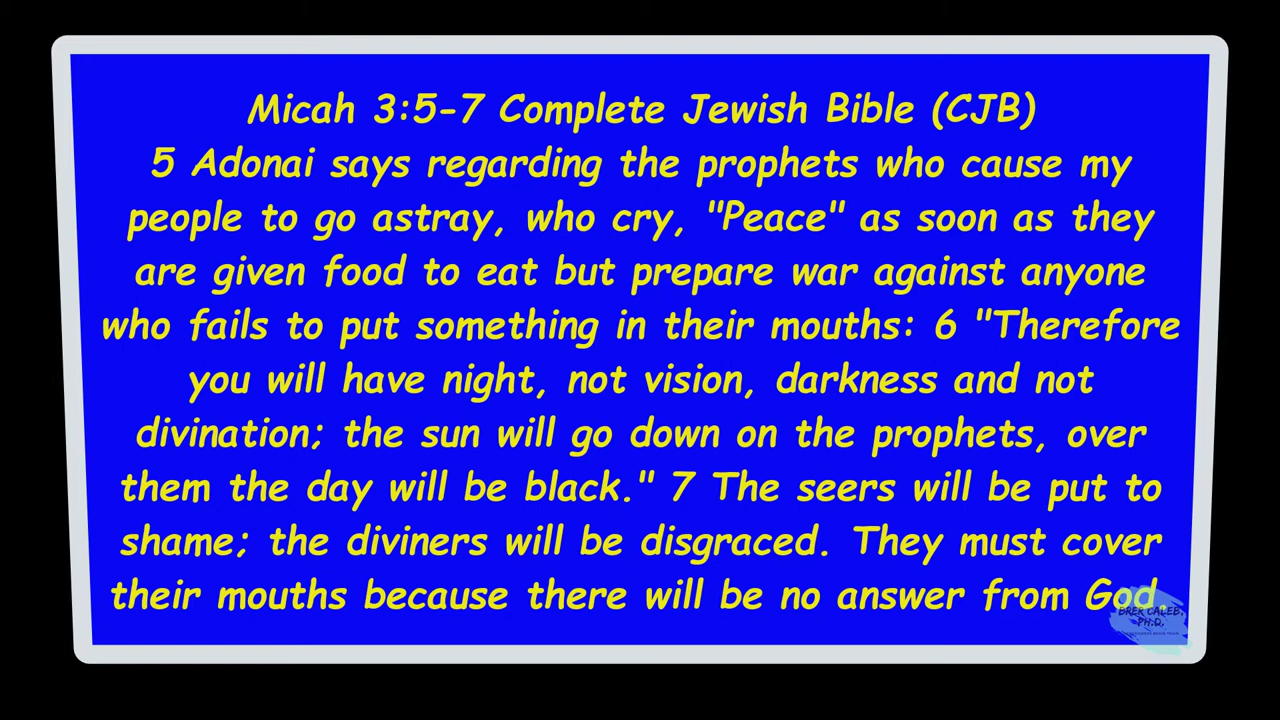 Micah 3:5-7 Complete Jewish Bible (CJB)
5 Adonai says regarding the prophets who cause my
people to go astray, who cry, "Peace" as soon as they
are given food to eat but prepare war against anyone
who fails to put something in their mouths: 6 "Therefore
you will have night, not vision, darkness and not
divination; the sun will go down on the prophets, over
them the day will be black." 7 The seers will be put to
shame; the diviners will be disgraced. They must cover
their mouths because there will be no answer from God
BRER CALEB,
PH.D.